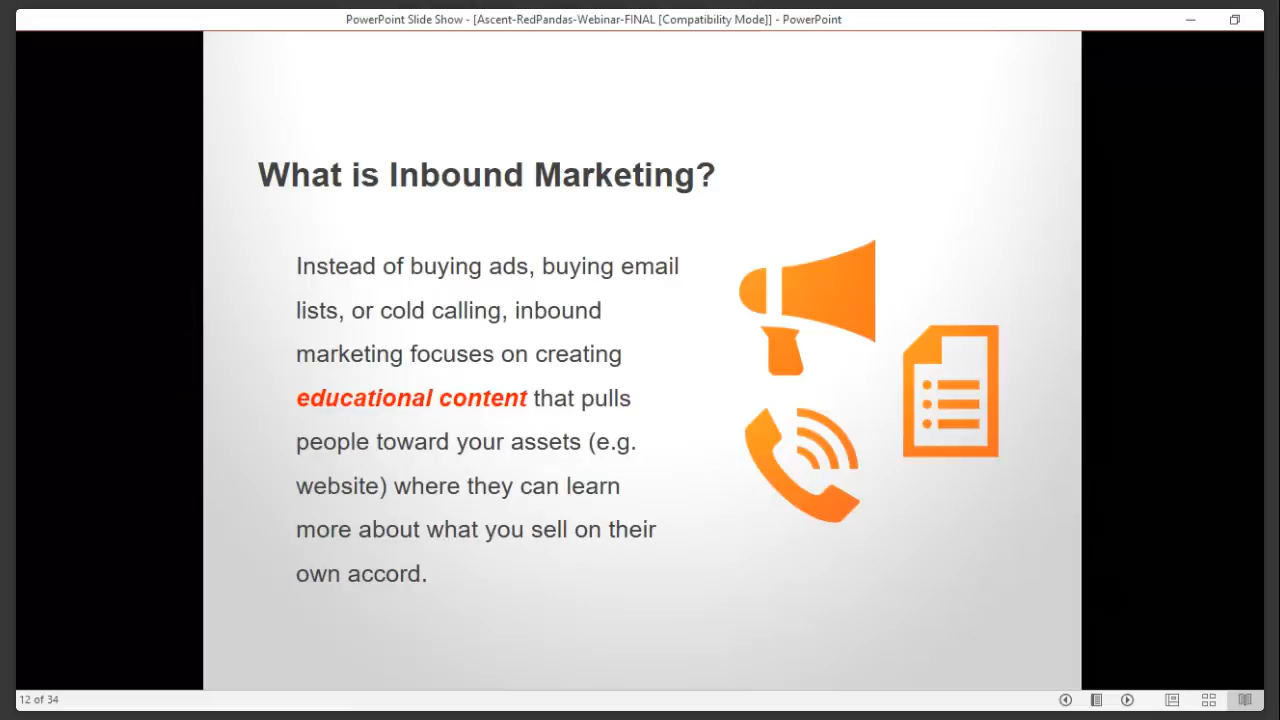 PowerPoint Slide Show - [Ascent-RedPandas-Webinar-FINAL [Compatibility Mode]] - PowerPoint
What is Inbound Marketing?
Instead of buying ads, buying email
lists, or cold calling, inbound
marketing focuses on creating
educational content that pulls
people toward your assets (e.g.
website) where they can learn
more about what you sell on their
own accord.
12 of 34